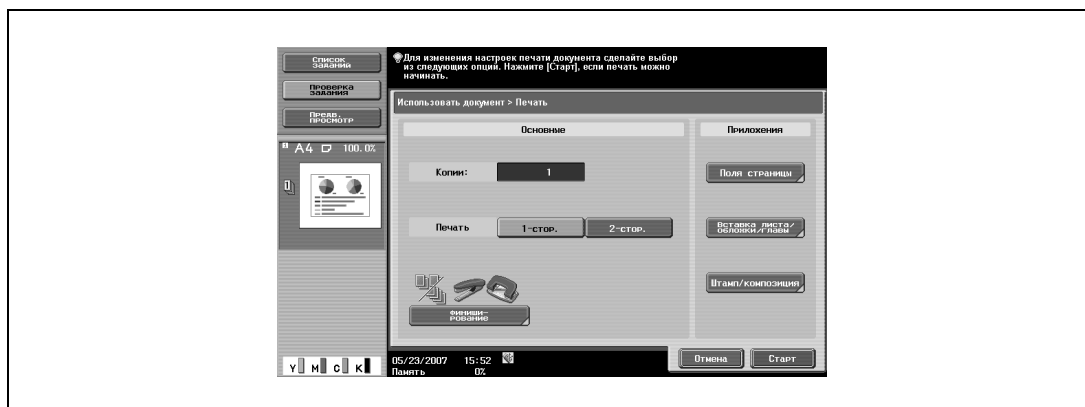 Список
задания
Проверка
задания
Предв.
просмотр
A4 100.0%
Для изменения настроек печати документа сделайте выбор
из следующих опций. Нажмите [Старт], если печать можно
начинать.
Использовать документ > Печать
Основные
Копии: 1
Печать 1-стор. 2-стор.
Финиши-
рование
Приложения
Поля страницы
Вставка листа/
обложки/главы
Штамп/композиция
Y M C K
05/23/2007 15:52
Память 0%
Отмена Старт